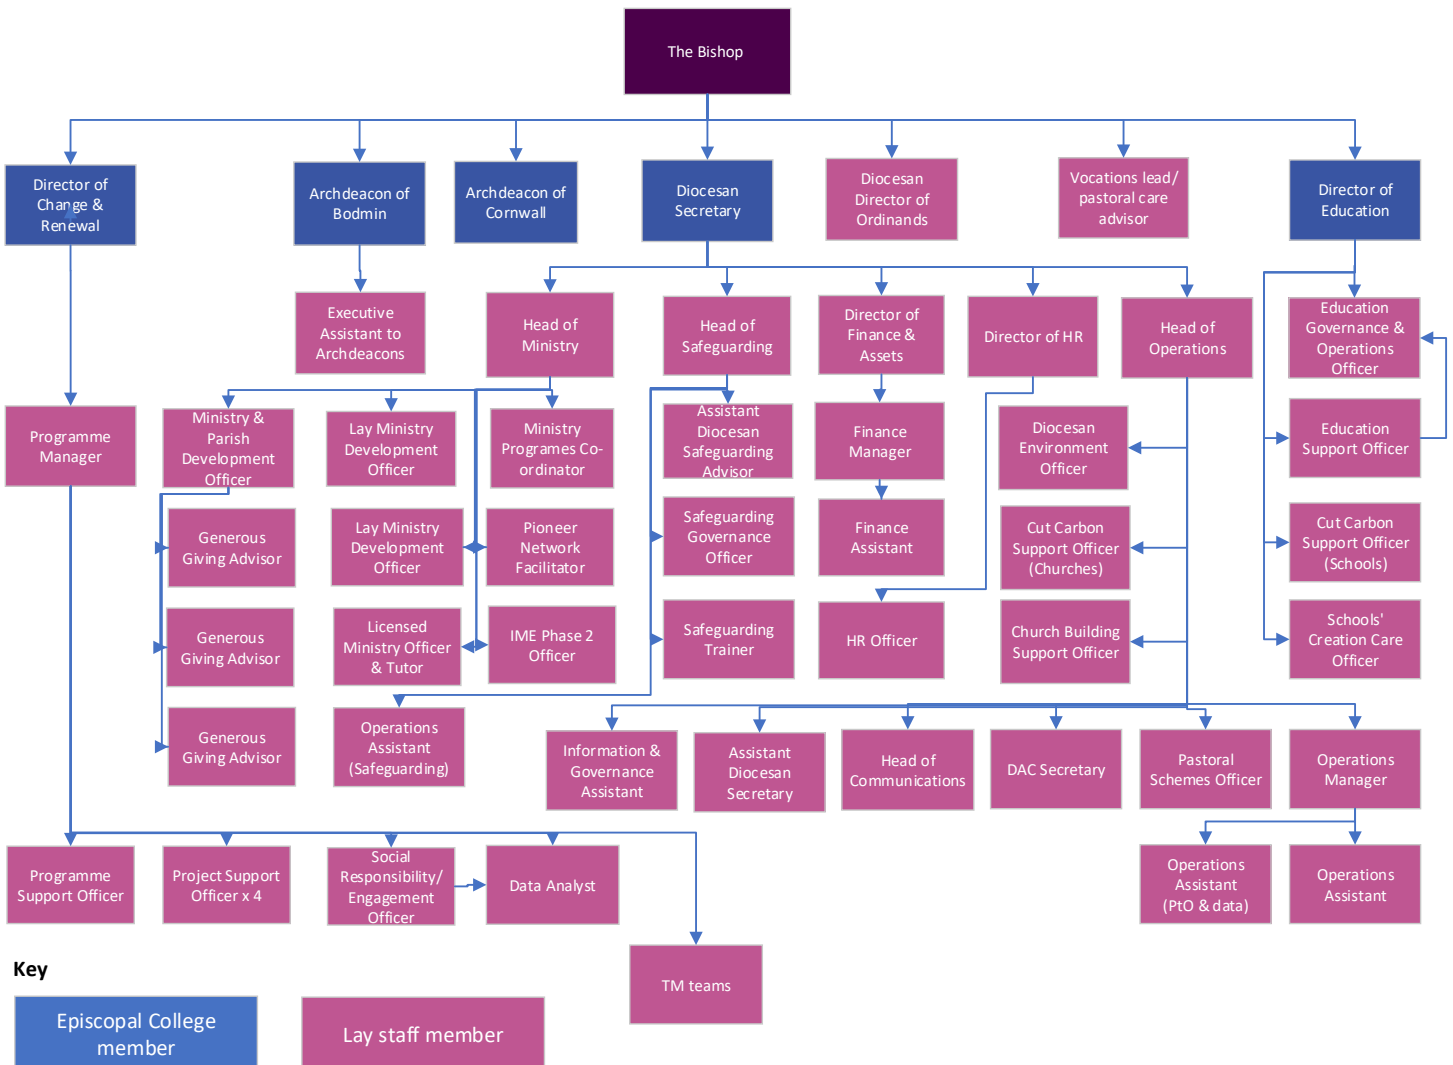 The Bishop
Director of
Change &
Renewal
Archdeacon of
Bodmin
Archdeacon of
Cornwall
Diocesan
Secretary
Diocesan
Director of
Ordinands
Vocations lead/
pastoral care
advisor
Director of
Education
Executive
Assistant to
Archdeacons
Head of
Ministry
Head of
Safeguarding
Director of
Finance &
Assets
Director of HR
Head of
Operations
Education
Governance &
Operations
Officer
Programme
Manager
Ministry &
Parish
Development
Officer
Lay Ministry
Development
Officer
Ministry
Programes Co-
ordinator
Assistant
Diocesan
Safeguarding
Advisor
Finance
Manager
Diocesan
Environment
Officer
Education
Support Officer
Generous
Giving Advisor
Lay Ministry
Development
Officer
Pioneer
Network
Facilitator
Safeguarding
Governance
Officer
Finance
Assistant
Cut Carbon
Support Officer
(Churches)
Cut Carbon
Support Officer
(Schools)
Generous
Giving Advisor
Licensed
Ministry Officer
& Tutor
IME Phase 2
Officer
Safeguarding
Trainer
HR Officer
Church Building
Support Officer
Schools'
Creation Care
Officer
Generous
Giving Advisor
Operations
Assistant
(Safeguarding)
Information &
Governance
Assistant
Assistant
Diocesan
Secretary
Head of
Communications
DAC Secretary
Pastoral
Schemes Officer
Operations
Manager
Programme
Support Officer
Project Support
Officer x 4
Social
Responsibility/
Engagement
Officer
Data Analyst
Operations
Assistant
(PtO & data)
Operations
Assistant
TM teams
Key
Episcopal College
member
Lay staff member